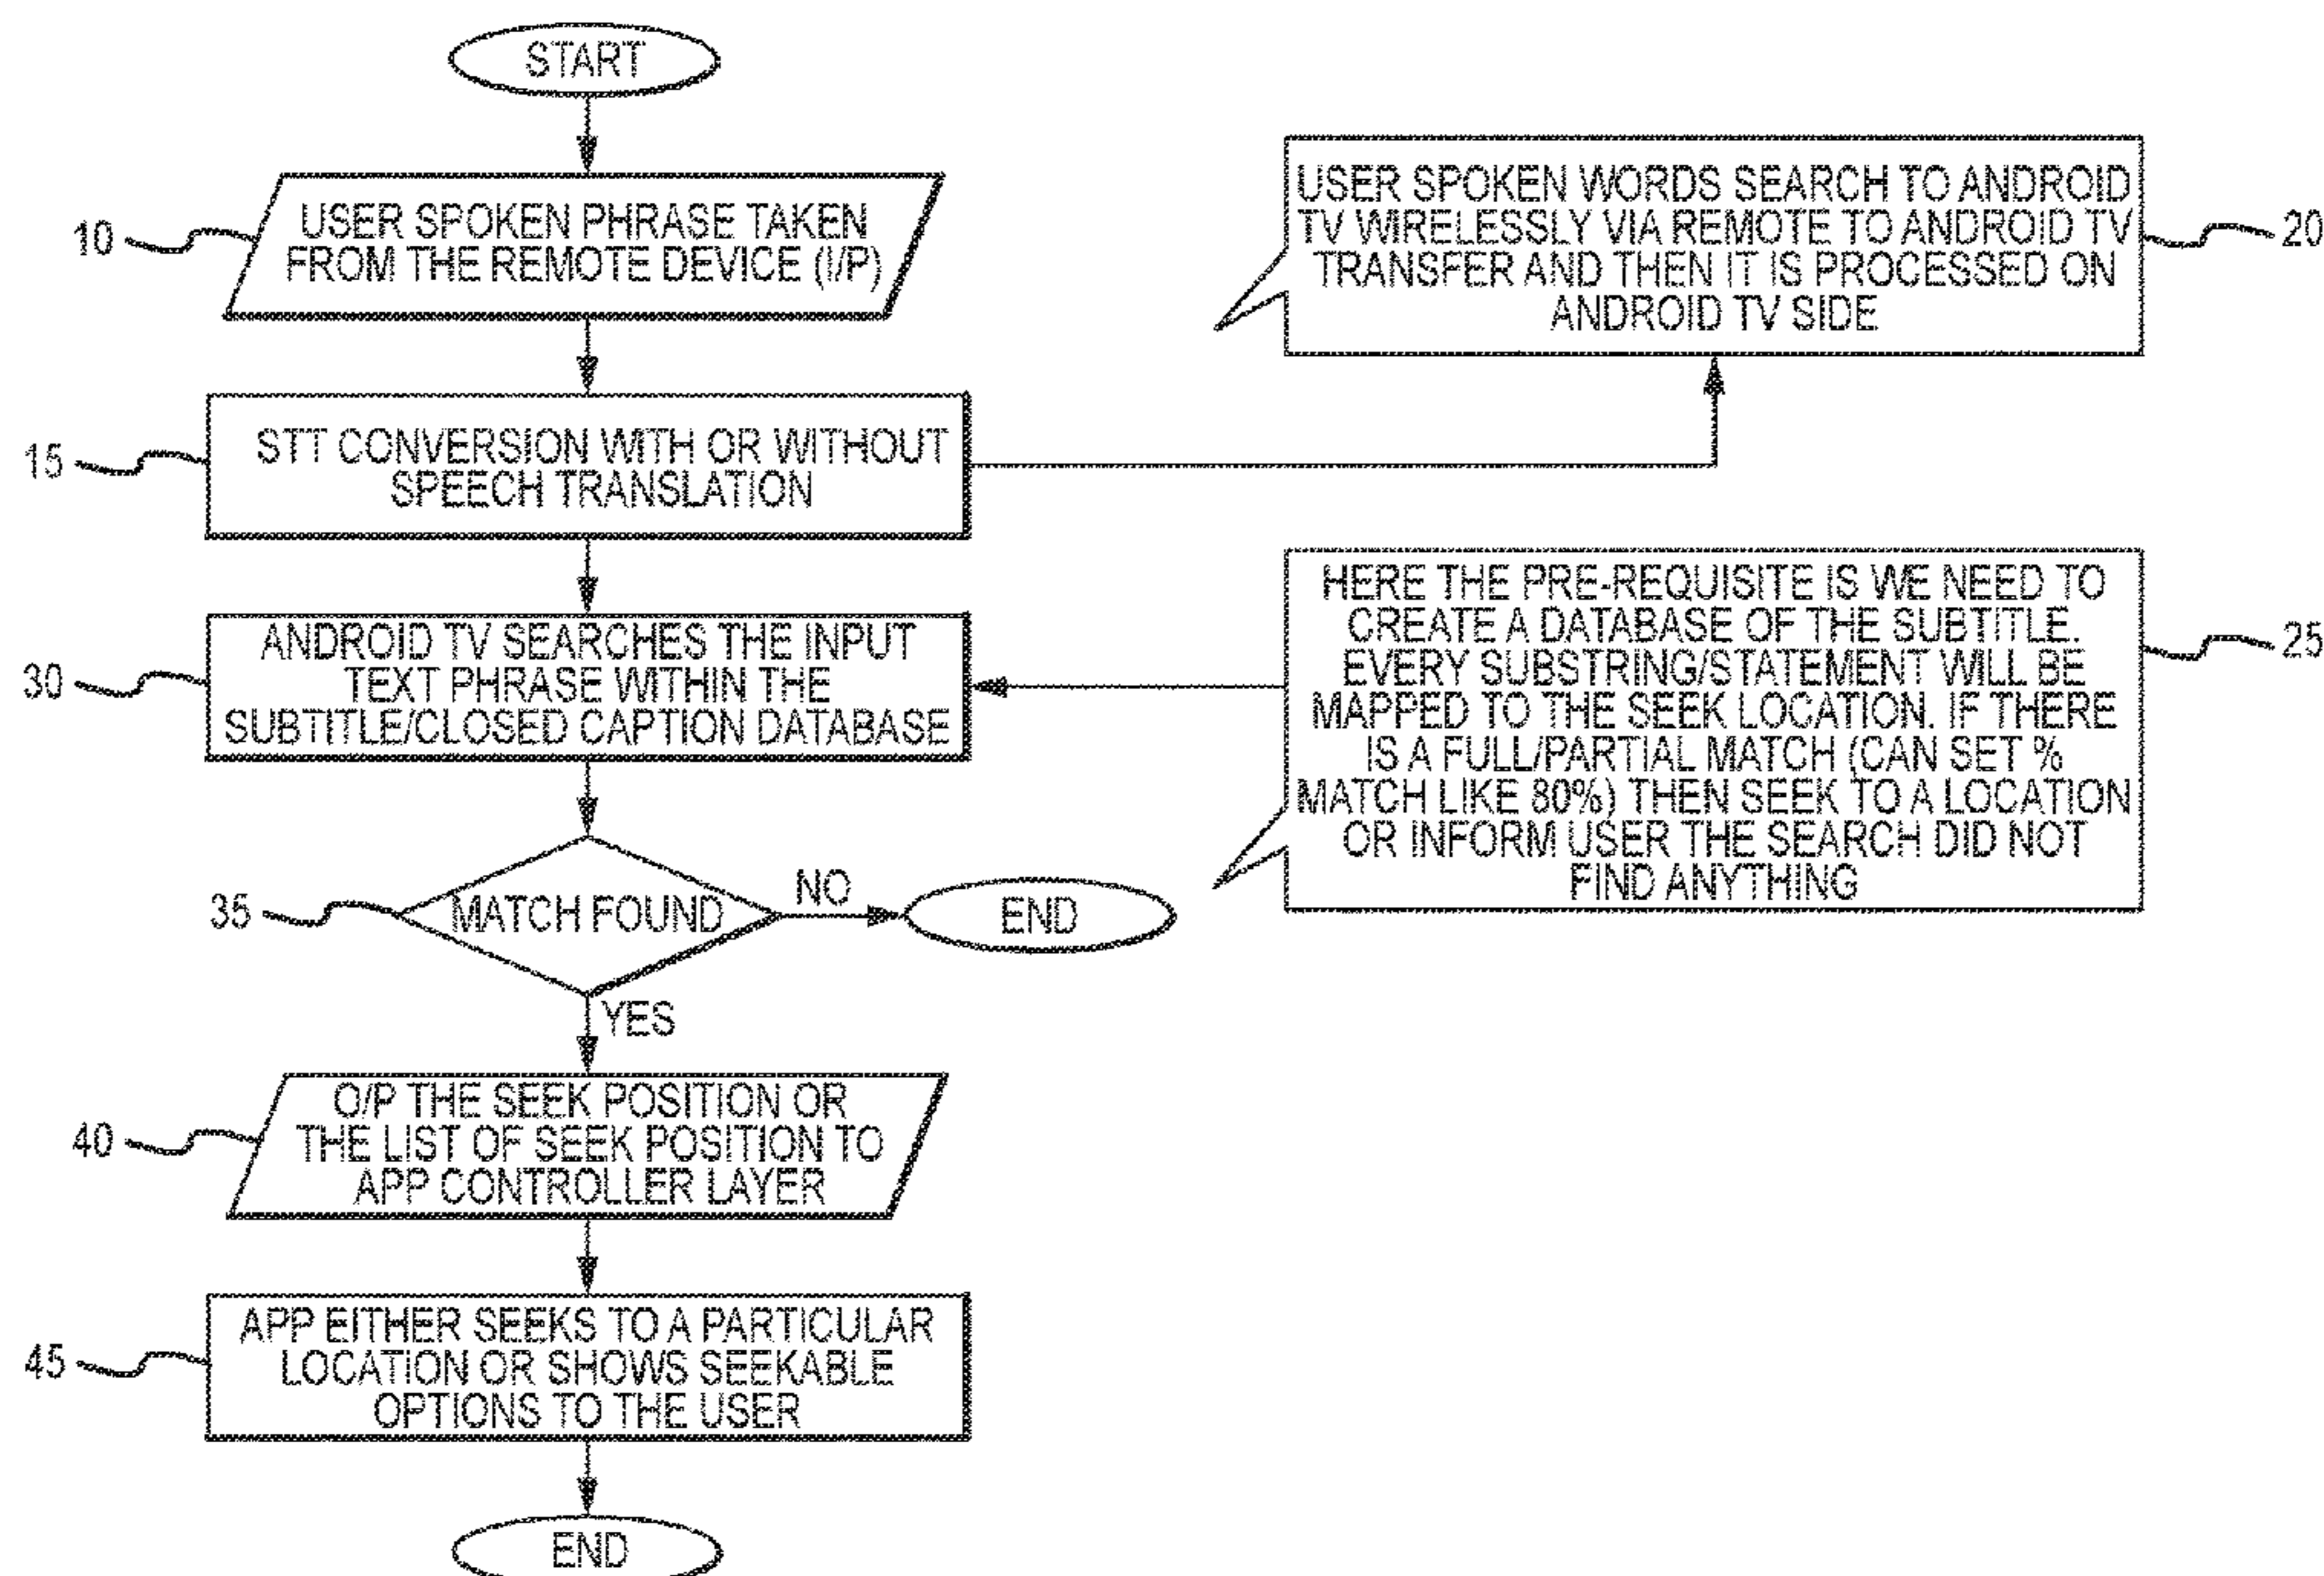 START
10
USER SPOKEN PHRASE TAKEN
FROM THE REMOTE DEVICE (I/P)
USER SPOKEN WORDS SEARCH TO ANDROID
TV WIRELESSLY VIA REMOTE TO ANDROID TV
TRANSFER AND THEN IT IS PROCESSED ON
ANDROID TV SIDE
20
15
STT CONVERSION WITH OR WITHOUT
SPEECH TRANSLATION
30
ANDROID TV SEARCHES THE INPUT
TEXT PHRASE WITHIN THE
SUBTITLE/CLOSED CAPTION DATABASE
HERE THE PRE-REQUISITE IS WE NEED TO
CREATE A DATABASE OF THE SUBTITLE.
EVERY SUBSTRING/STATEMENT WILL BE
MAPPED TO THE SEEK LOCATION. IF THERE
IS A FULL/PARTIAL MATCH (CAN SET %
MATCH LIKE 80%) THEN SEEK TO A LOCATION
OR INFORM USER THE SEARCH DID NOT
FIND ANYTHING
25
35
MATCH FOUND
NO
END
YES
40
O/P THE SEEK POSITION OR
THE LIST OF SEEK POSITION TO
APP CONTROLLER LAYER
45
APP EITHER SEEKS TO A PARTICULAR
LOCATION OR SHOWS SEEKABLE
OPTIONS TO THE USER
END